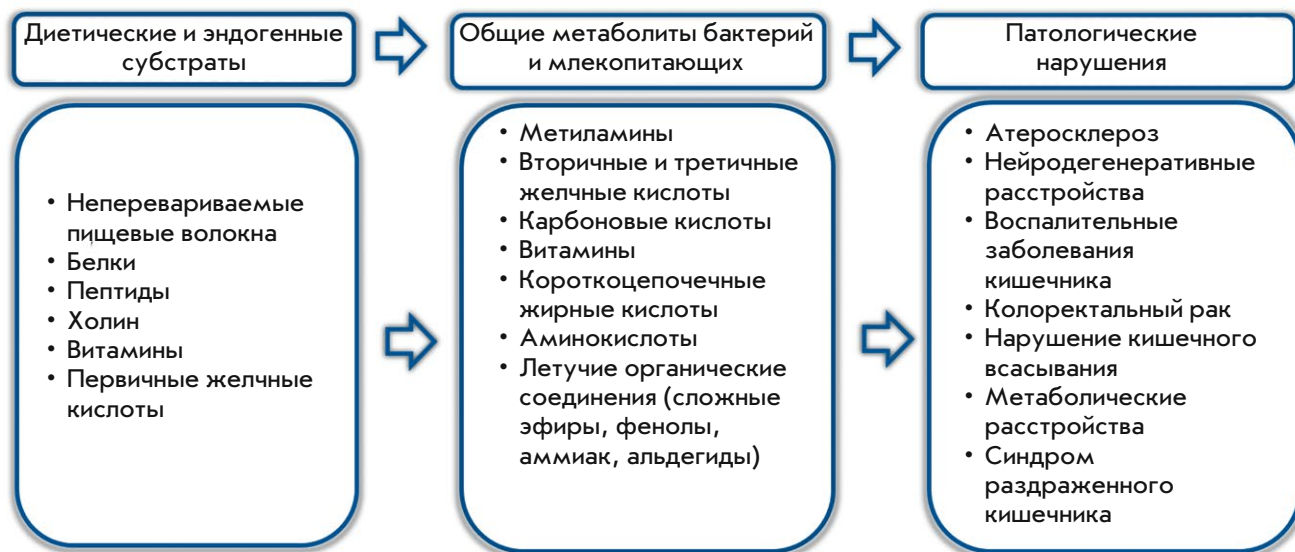 Диетические и эндогенные
субстраты
Общие метаболиты бактерий
и млекопитающих
Патологические
нарушения
• Неперевариваемые
пищевые волокна
• Белки
• Пептиды
• Холин
• Витамины
• Первичные желчные
кислоты
• Метиламины
• Вторичные и третичные
желчные кислоты
• Карбоновые кислоты
• Витамины
• Короткоцепочечные
жирные кислоты
• Аминокислоты
• Летучие органические
соединения (сложные
эфиры, фенолы,
аммиак, альдегиды)
• Атеросклероз
• Нейродегенеративные
расстройства
• Воспалительные
заболевания
кишечника
• Колоректальный рак
• Нарушение кишечного
всасывания
• Метаболические
расстройства
• Синдром
раздраженного
кишечника